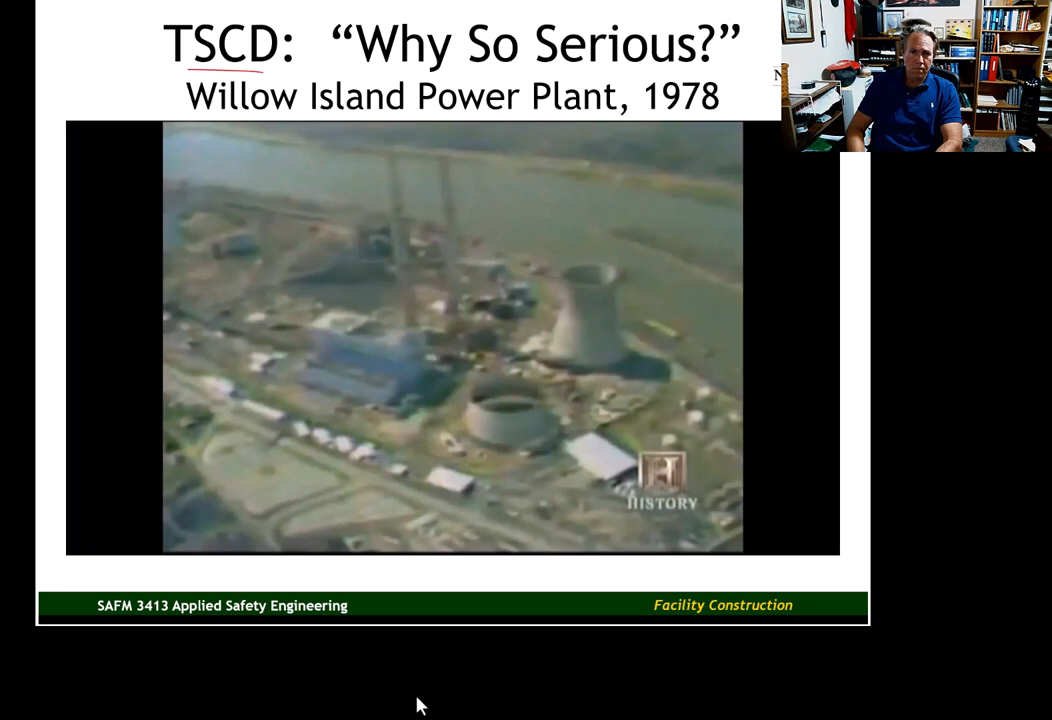 TSCD: “Why So Serious?”
Willow Island Power Plant, 1978
N
HISTORY
SAFM 3413 Applied Safety Engineering
Facility Construction